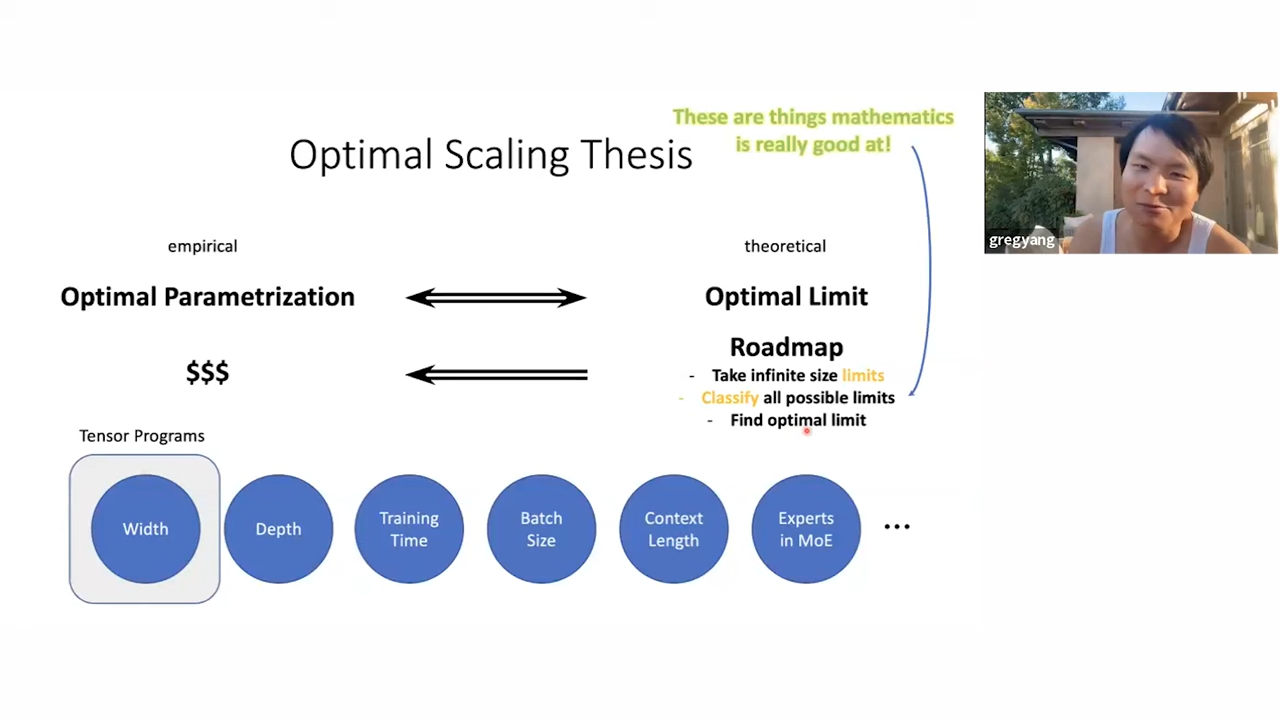 These are things mathematics
is really good at!
Optimal Scaling Thesis
gregyang
empirical
theoretical
Optimal Parametrization
Optimal Limit
$$$
Roadmap
- Take infinite size limits
- Classify all possible limits
- Find optimal limit
Tensor Programs
Width
Depth
Training
Time
Batch
Size
Context
Length
Experts
in MoE
...